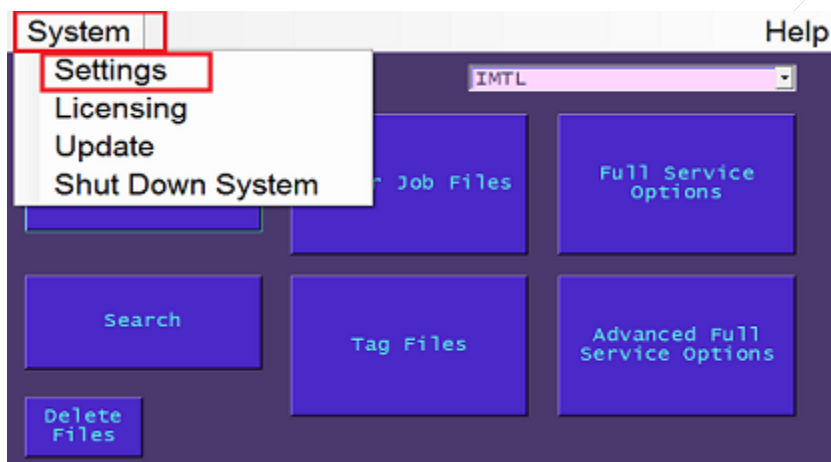 System
Help
Settings
Licensing
Update
Shut Down System
IMTL
Job Files
Full Service
Options
Search
Tag Files
Advanced Full
Service Options
Delete
Files